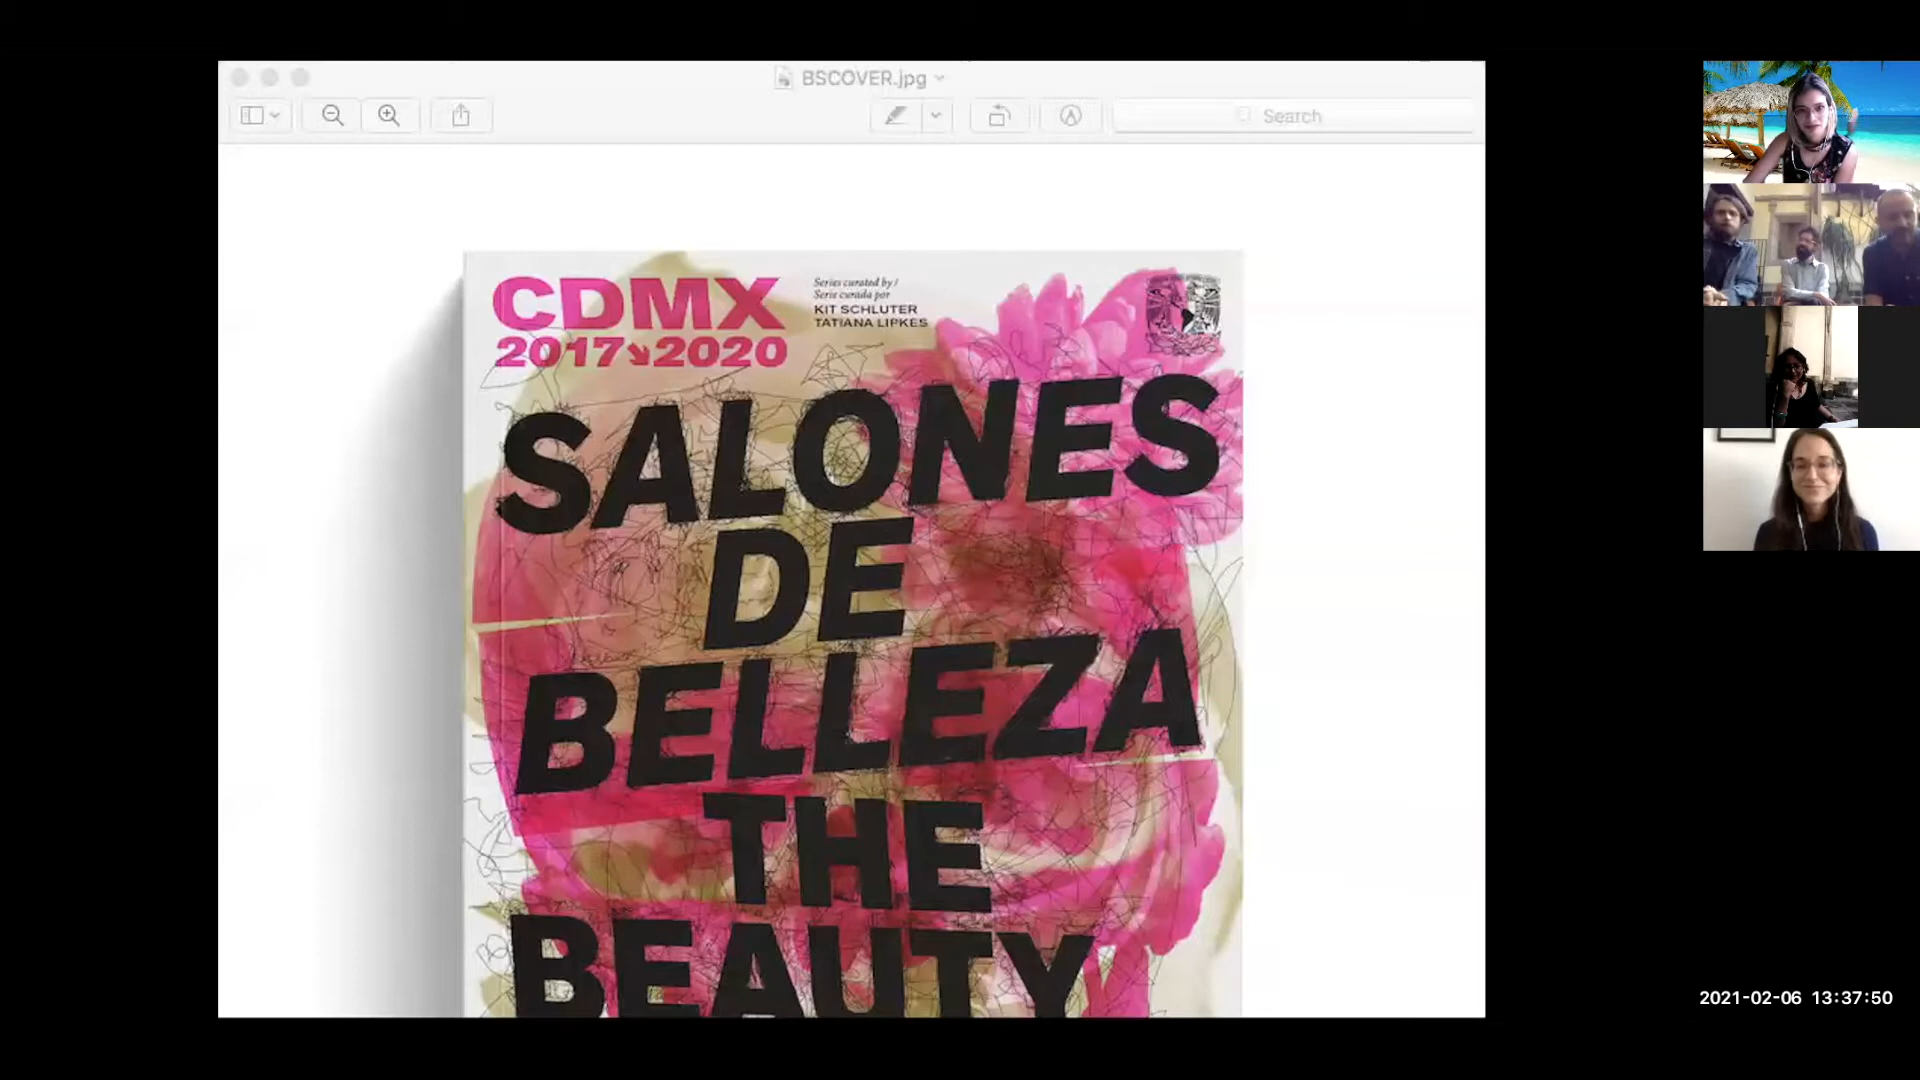 BSCOVER.jpg
Search
CDMX
2017↘2020
Series curated by /
Serie curada por
KIT SCHLUTER
TATIANA LIPKES
SALONES
DE
BELLEZA
THE
BEAUTY
2021-02-06 13:37:50